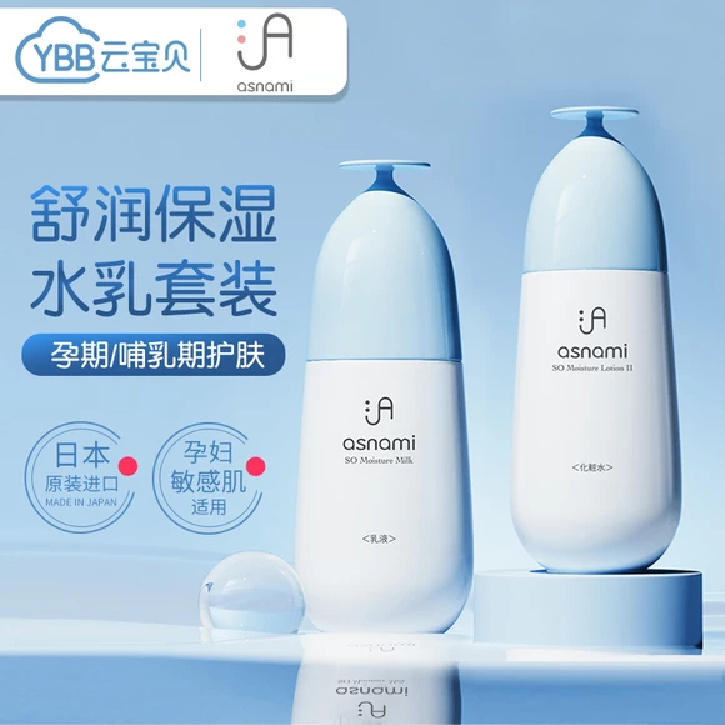 YBB云宝贝
asnami
舒润保湿
水乳套装
孕期/哺乳期护肤
日本
原装进口
MADE IN JAPAN
孕妇
敏感肌
适用
asnami
SO Moisture Milk
<乳液>
asnami
SO Moisture Lotion II
<化粧水>